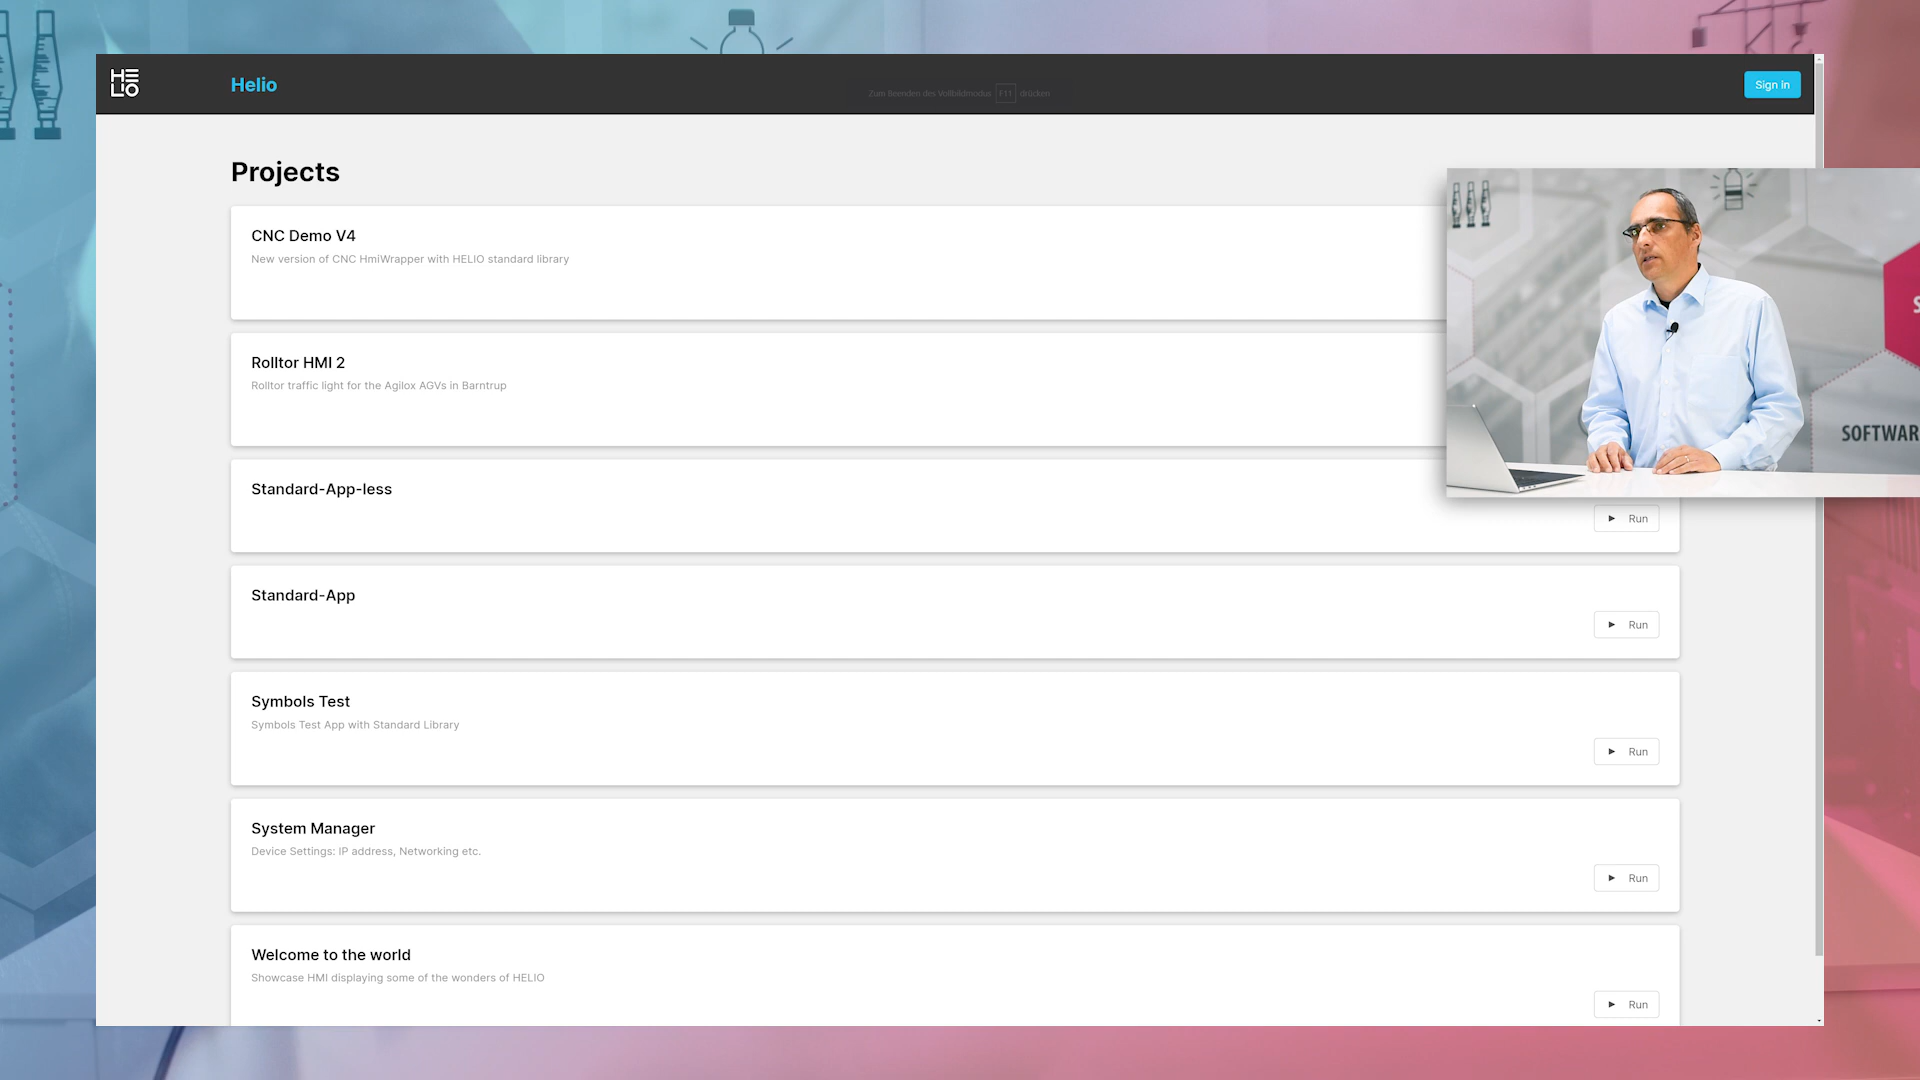 HELIO
Helio
Zum Beenden des Vollbildmodus F11 drücken
Sign in
Projects
CNC Demo V4
New version of CNC HmiWrapper with HELIO standard library
Rolltor HMI 2
Rolltor traffic light for the Agilox AGVs in Barntrup
Standard-App-less
Run
Standard-App
Run
Symbols Test
Symbols Test App with Standard Library
Run
System Manager
Device Settings: IP address, Networking etc.
Run
Welcome to the world
Showcase HMI displaying some of the wonders of HELIO
Run
S
SOFTWAR